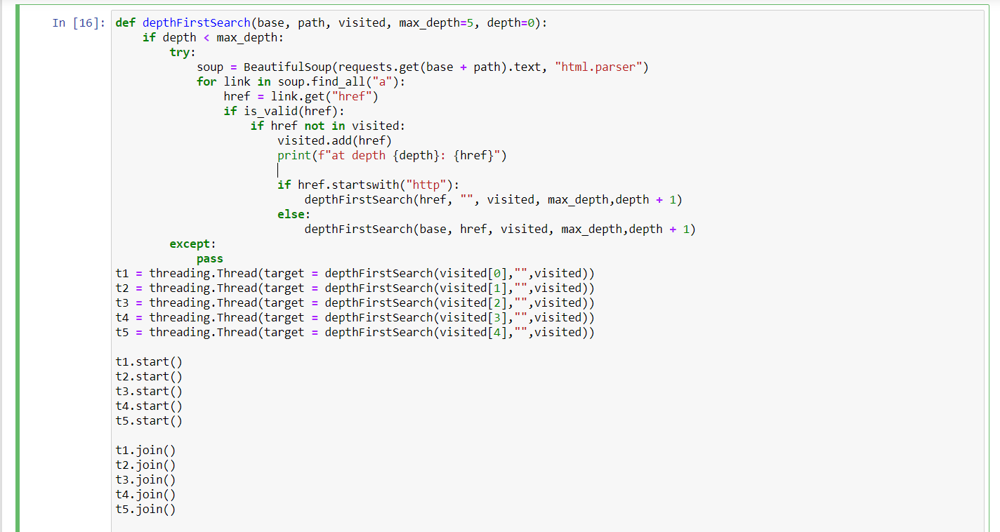 In [16]: def depthFirstSearch(base, path, visited, max_depth=5, depth=0):
    if depth < max_depth:
        try:
            soup = BeautifulSoup(requests.get(base + path).text, "html.parser")
            for link in soup.find_all("a"):
                href = link.get("href")
                if is_valid(href):
                    if href not in visited:
                        visited.add(href)
                        print(f"at depth {depth}: {href}")
                        if href.startswith("http"):
                            depthFirstSearch(href, "", visited, max_depth,depth + 1)
                        else:
                            depthFirstSearch(base, href, visited, max_depth,depth + 1)
        except:
            pass
t1 = threading.Thread(target = depthFirstSearch(visited[0],"",visited))
t2 = threading.Thread(target = depthFirstSearch(visited[1],"",visited))
t3 = threading.Thread(target = depthFirstSearch(visited[2],"",visited))
t4 = threading.Thread(target = depthFirstSearch(visited[3],"",visited))
t5 = threading.Thread(target = depthFirstSearch(visited[4],"",visited))
t1.start()
t2.start()
t3.start()
t4.start()
t5.start()
t1.join()
t2.join()
t3.join()
t4.join()
t5.join()